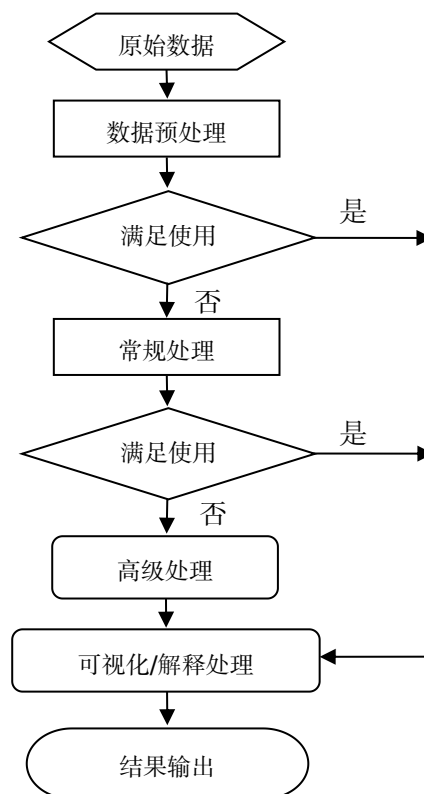 原始数据
数据预处理
满足使用
是
否
常规处理
满足使用
是
否
高级处理
可视化/解释处理
结果输出